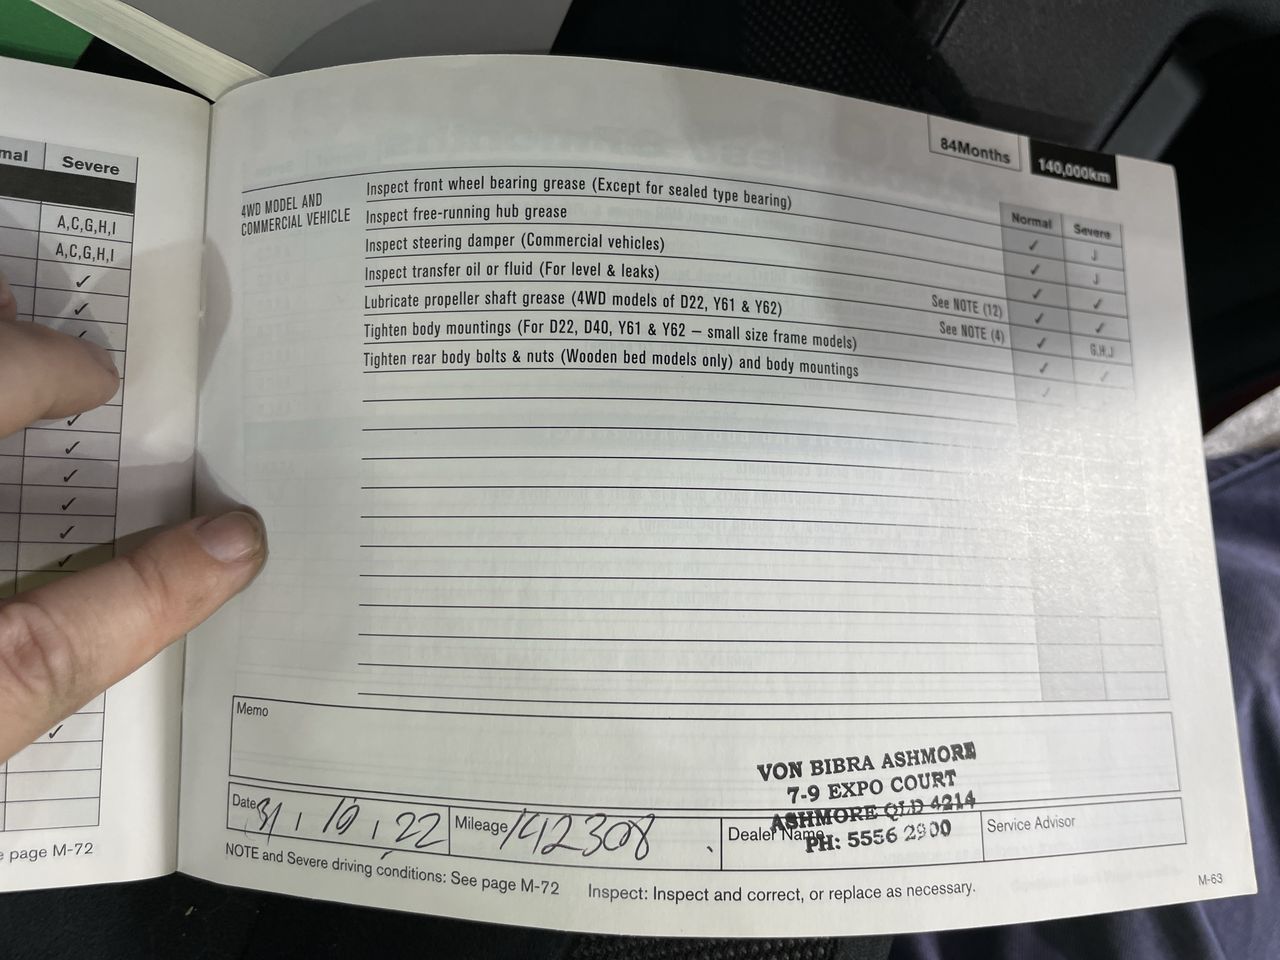 mal Severe
A,C,G,H,I
A,C,G,H,I
✓
✓
✓
✓
✓
✓
✓
✓
✓
e page M-72
84Months 140,000km
Normal Severe
4WD MODEL AND
COMMERCIAL VEHICLE
Inspect front wheel bearing grease (Except for sealed type bearing) ✓ J
Inspect free-running hub grease ✓ J
Inspect steering damper (Commercial vehicles) ✓ ✓
Inspect transfer oil or fluid (For level & leaks) ✓ ✓
Lubricate propeller shaft grease (4WD models of D22, Y61 & Y62) See NOTE (12) ✓ G,H,J
Tighten body mountings (For D22, D40, Y61 & Y62 – small size frame models) See NOTE (4) ✓ ✓
Tighten rear body bolts & nuts (Wooden bed models only) and body mountings ✓
Memo
VON BIBRA ASHMORE
7-9 EXPO COURT
ASHMORE QLD 4214
PH: 5556 2900
Date 31, 10, 22 Mileage 142308 Dealer Name Service Advisor
NOTE and Severe driving conditions: See page M-72 Inspect: Inspect and correct, or replace as necessary.
M-63